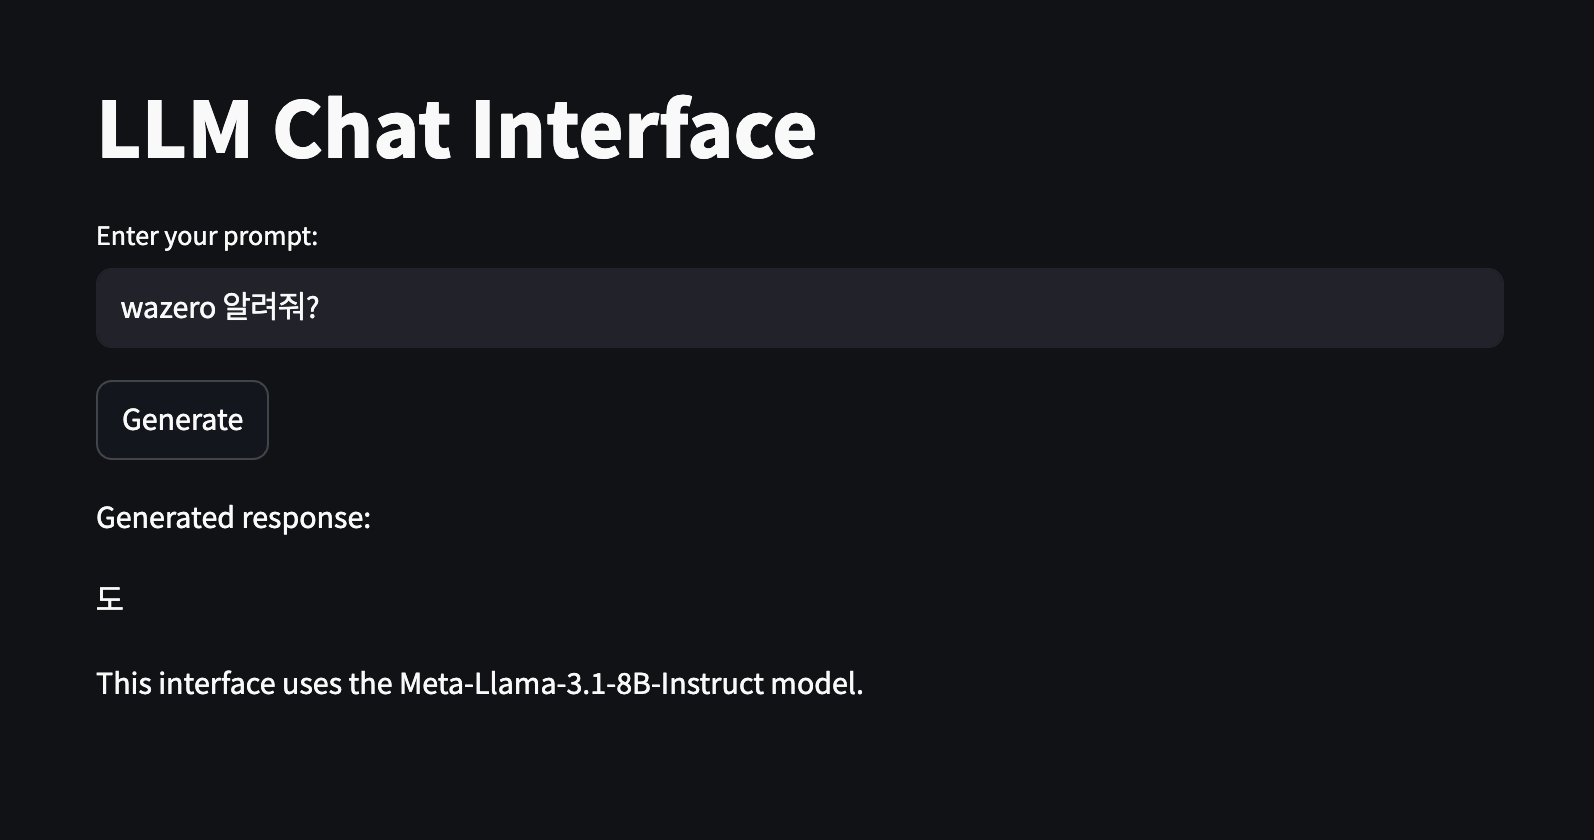 LLM Chat Interface
Enter your prompt:
wazero 알려줘?
Generate
Generated response:
도
This interface uses the Meta-Llama-3.1-8B-Instruct model.